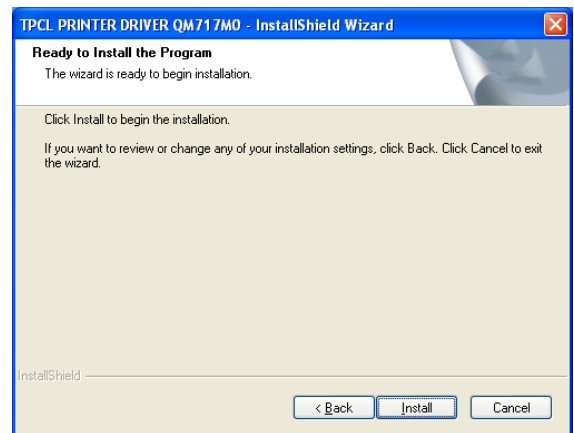 TPCL PRINTER DRIVER QM717M0 - InstallShield Wizard
Ready to Install the Program
The wizard is ready to begin installation.
Click Install to begin the installation.
If you want to review or change any of your installation settings, click Back. Click Cancel to exit
the wizard.
InstallShield
< Back Install Cancel